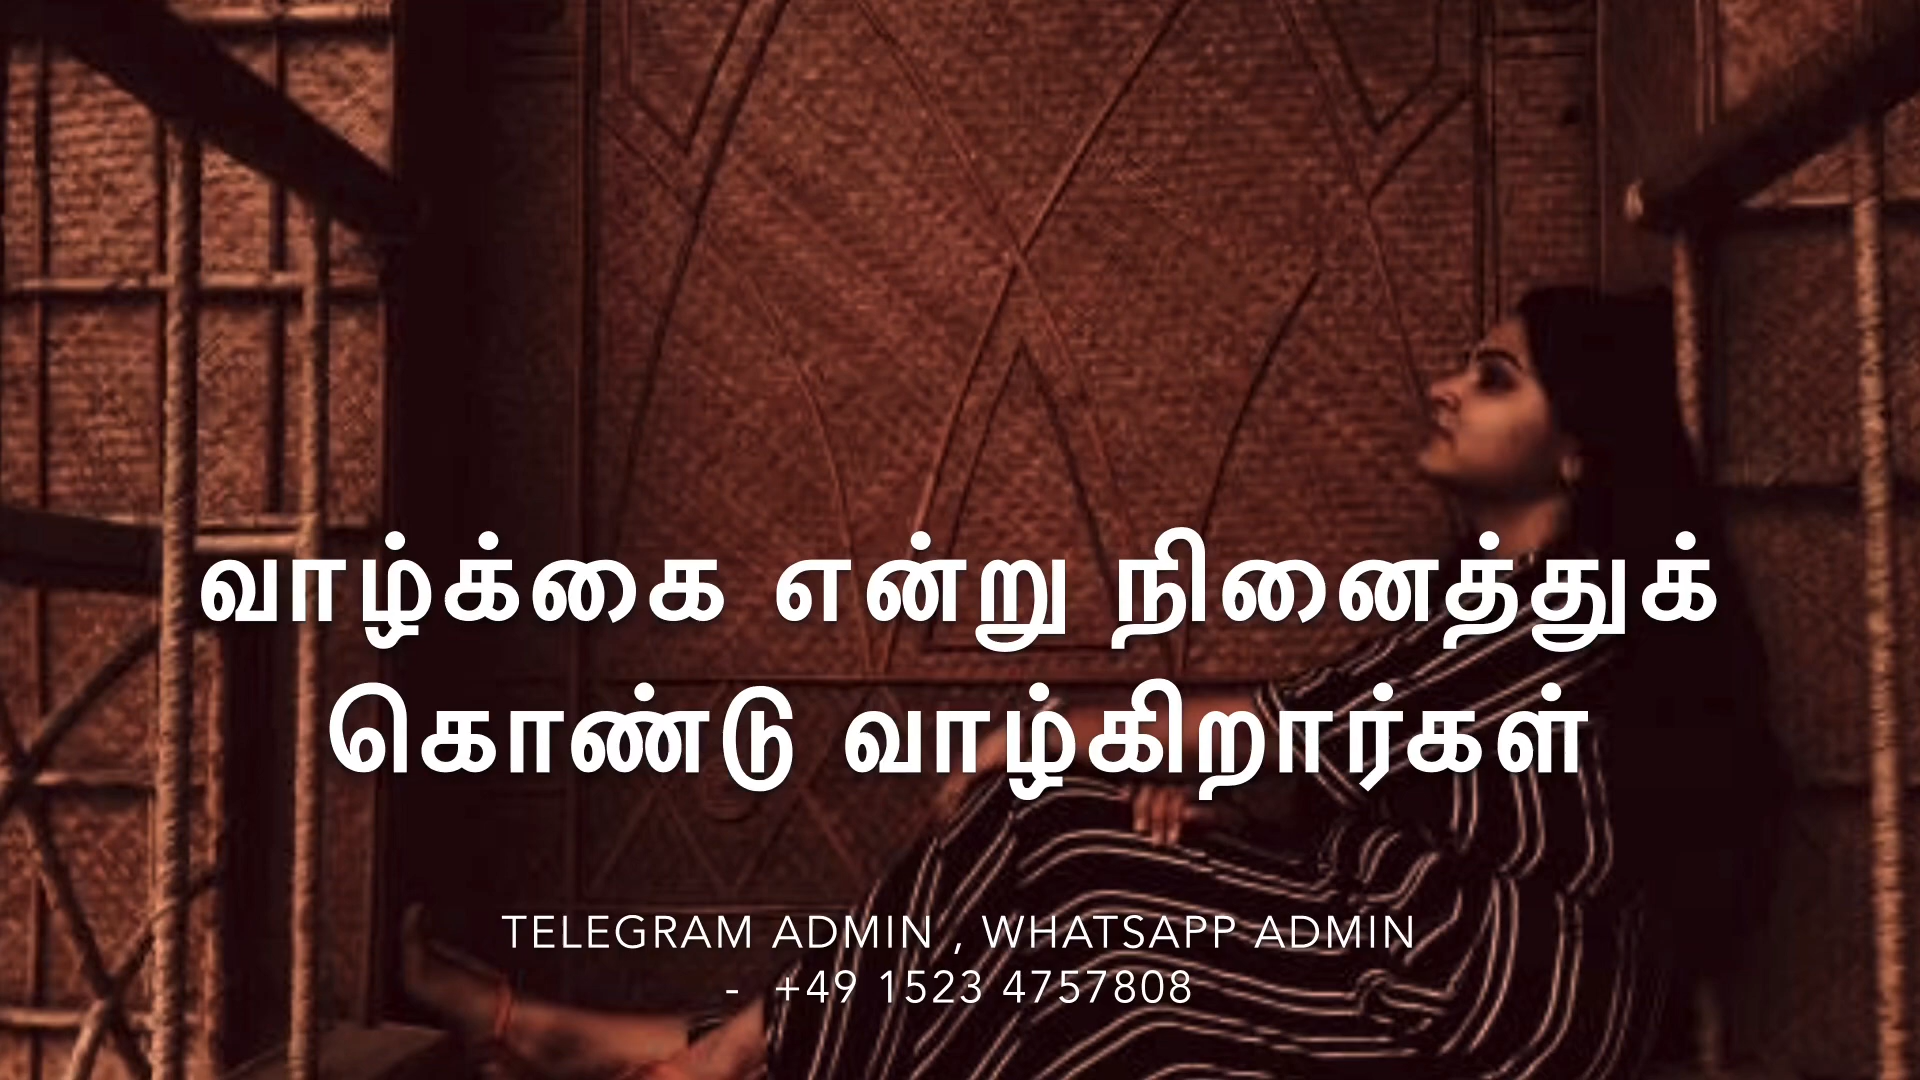 வாழ்க்கை என்று நினைத்துக்
கொண்டு வாழ்கிறார்கள்
TELEGRAM ADMIN , WHATSAPP ADMIN
- +49 1523 4757808